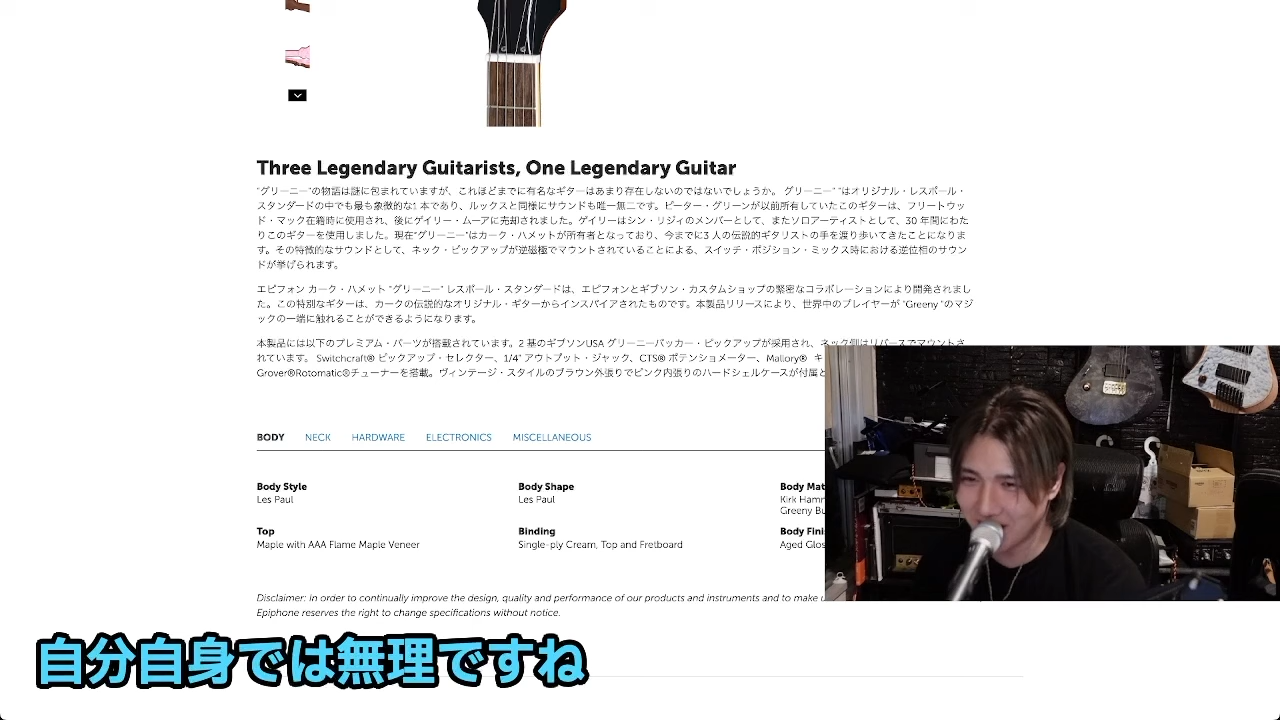 Three Legendary Guitarists, One Legendary Guitar
"グリーニー"の物語は謎に包まれていますが、これほどまでに有名なギターはあまり存在しないのではないでしょうか。 グリーニー" "はオリジナル・レスポール・
スタンダードの中でも最も象徴的な1 本であり、ルックスと同様にサウンドも唯一無二です。ピーター・グリーンが以前所有していたこのギターは、フリートウッ
ド・マック在籍時に使用され、後にゲイリー・ムーアに売却されました。ゲイリーはシン・リジィのメンバーとして、またソロアーティストとして、30 年間にわた
りこのギターを使用しました。現在"グリーニー"はカーク・ハメットが所有者となっており、今までに3 人の伝説的ギタリストの手を渡り歩いてきたことになりま
す。その特徴的なサウンドとして、ネック・ピックアップが逆磁極でマウントされていることによる、スイッチ・ポジション・ミックス時における逆位相のサウン
ドが挙げられます。
エピフォン カーク・ハメット "グリーニー" レスポール・スタンダードは、エピフォンとギブソン・カスタムショップの緊密なコラボレーションにより開発されまし
た。この特別なギターは、カークの伝説的なオリジナル・ギターからインスパイアされたものです。本製品リリースにより、世界中のプレイヤーが "Greeny "のマジ
ックの一端に触れることができるようになります。
本製品には以下のプレミアム・パーツが搭載されています。2 基のギブソンUSA グリーニーバッカー・ピックアップが採用され、ネック側はリバースでマウントさ
れています。 Switchcraft® ピックアップ・セレクター、1/4" アウトプット・ジャック、CTS® ポテンショメーター、Mallory® キ
Grover®Rotomatic®チューナーを搭載。ヴィンテージ・スタイルのブラウン外張りでピンク内張りのハードシェルケースが付属と
BODY NECK HARDWARE ELECTRONICS MISCELLANEOUS
Body Style Body Shape Body Mat
Les Paul Les Paul Kirk Hamm
Greeny Bu
Top Binding Body Fini
Maple with AAA Flame Maple Veneer Single-ply Cream, Top and Fretboard Aged Glos
Disclaimer: In order to continually improve the design, quality and performance of our products and instruments and to make u
Epiphone reserves the right to change specifications without notice.
自分自身では無理ですね